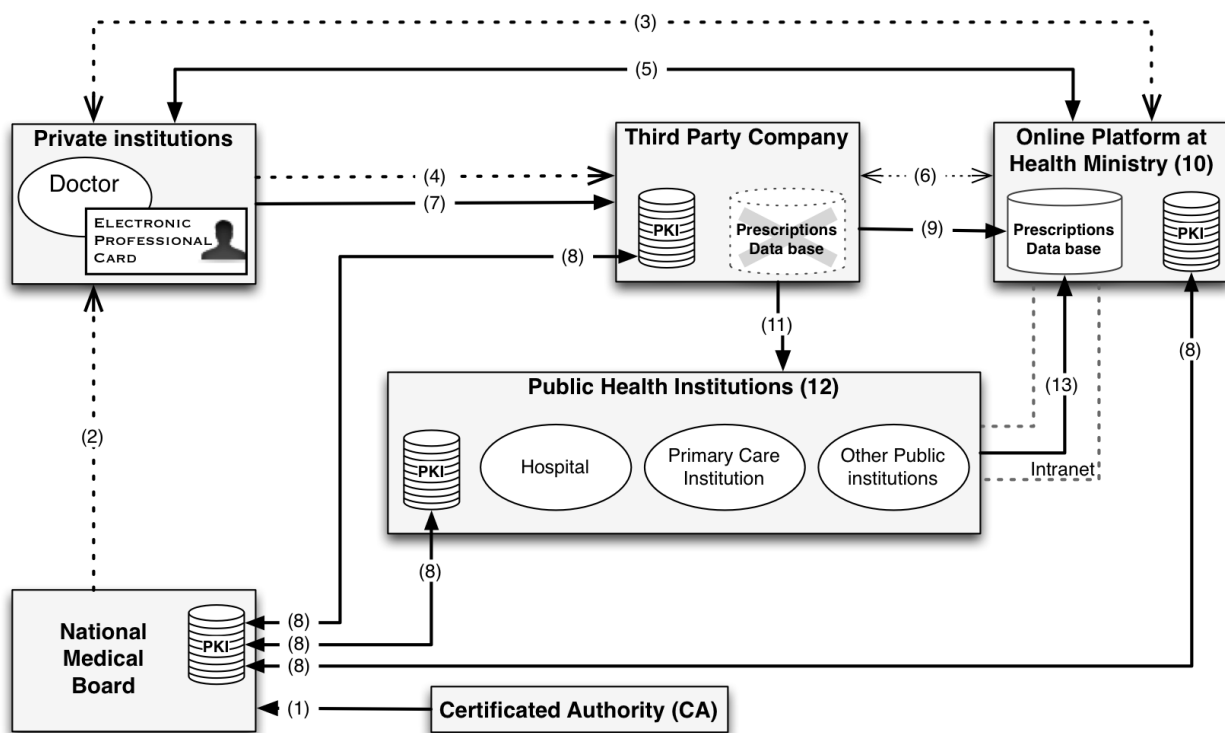 (3)
(5)
Private institutions
Doctor
ELECTRONIC
PROFESSIONAL
CARD
(4)
(7)
Third Party Company
PKI
Prescriptions
Data base
(6)
(9)
Online Platform at
Health Ministry (10)
Prescriptions
Data base
PKI
(8)
(11)
(8)
(13)
Public Health Institutions (12)
PKI
Hospital
Primary Care
Institution
Other Public
institutions
Intranet
(2)
(8)
National
Medical
Board
PKI
(8)
(8)
(8)
(1)
Certificated Authority (CA)